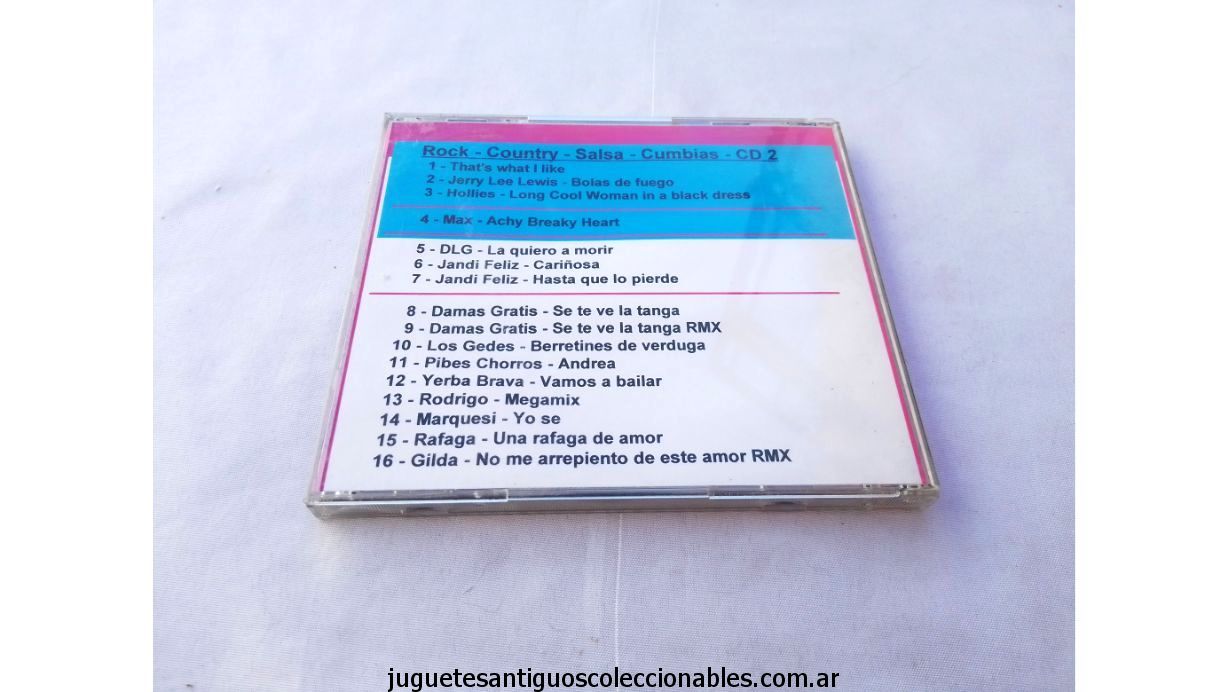 Rock - Country - Salsa - Cumbias - CD 2
1 - That's what I like
2 - Jerry Lee Lewis - Bolas de fuego
3 - Hollies - Long Cool Woman in a black dress
4 - Max - Achy Breaky Heart
5 - DLG - La quiero a morir
6 - Jandi Feliz - Cariñosa
7 - Jandi Feliz - Hasta que lo pierde
8 - Damas Gratis - Se te ve la tanga
9 - Damas Gratis - Se te ve la tanga RMX
10 - Los Gedes - Berretines de verduga
11 - Pibes Chorros - Andrea
12 - Yerba Brava - Vamos a bailar
13 - Rodrigo - Megamix
14 - Marquesi - Yo se
15 - Rafaga - Una rafaga de amor
16 - Gilda - No me arrepiento de este amor RMX
juguetesantiguoscoleccionables.com.ar